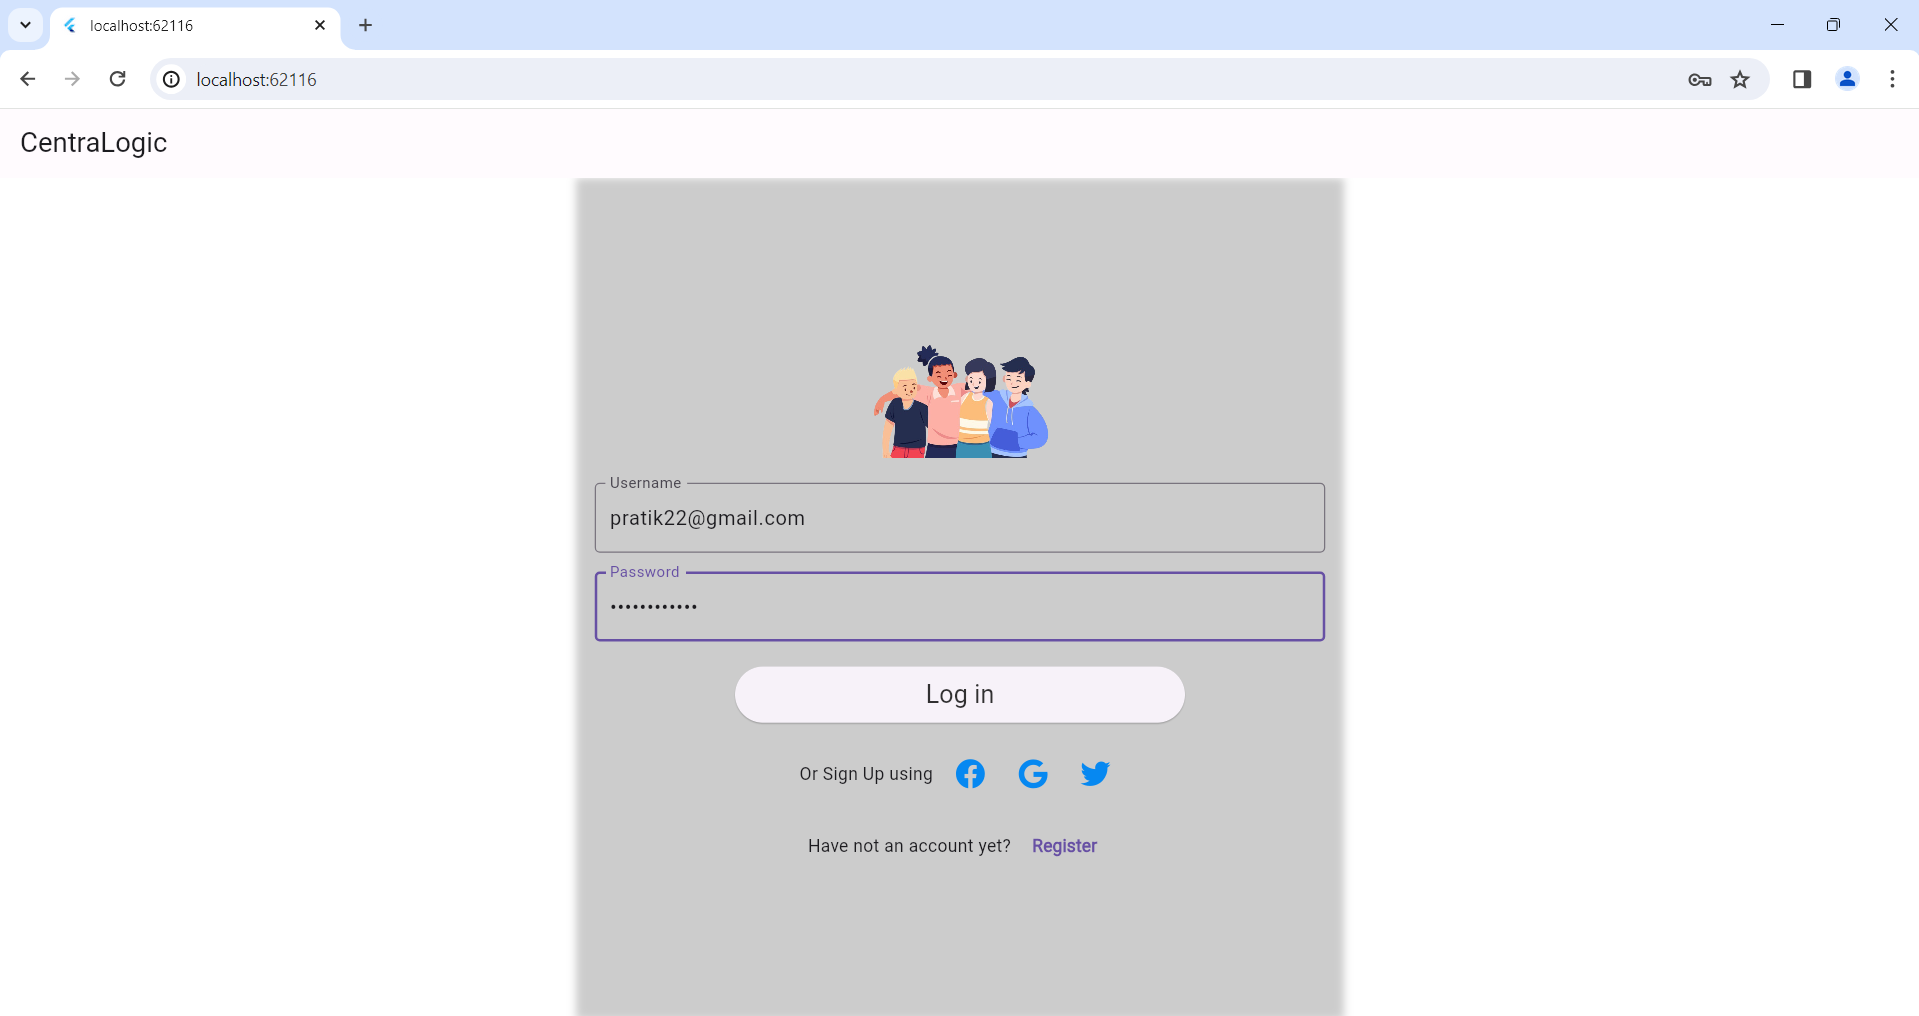 localhost:62116
localhost:62116
CentraLogic
Username
pratik22@gmail.com
Password
••••••••••••
Log in
Or Sign Up using
Have not an account yet? Register